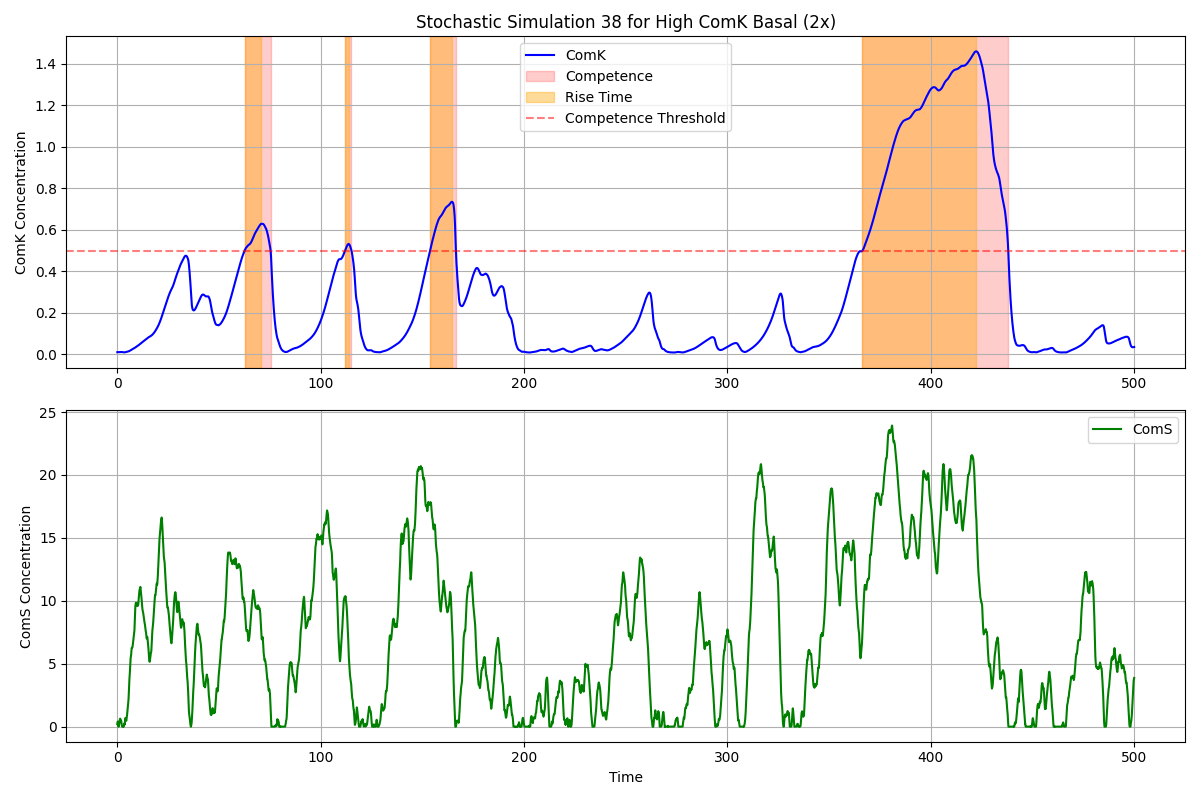 Stochastic Simulation 38 for High ComK Basal (2x)
ComK Concentration
1.4
1.2
1.0
0.8
0.6
0.4
0.2
0.0
ComK
Competence
Rise Time
Competence Threshold
0 100 200 300 400 500
ComS Concentration
25
20
15
10
5
0
ComS
0 100 200 300 400 500
Time